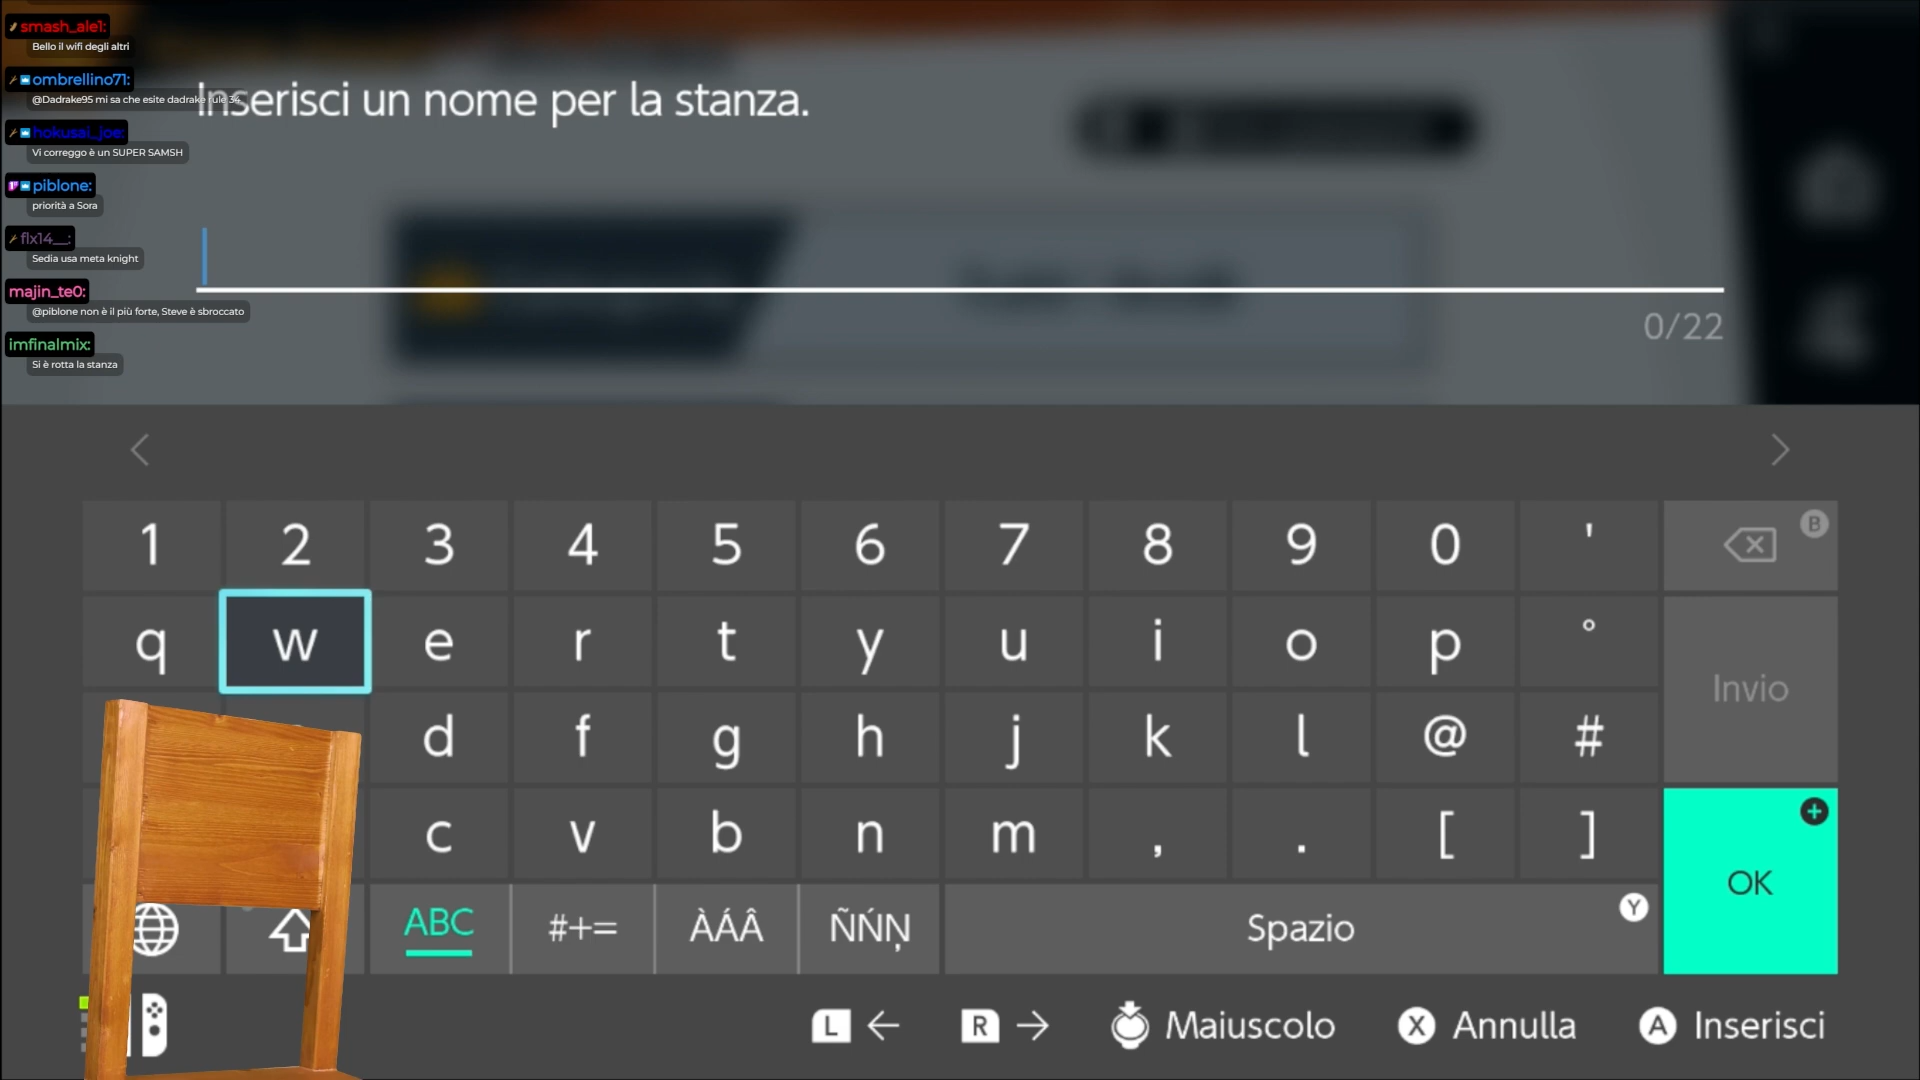 smash_ale1:
Bello il wifi degli altri
ombrellino71:
@Dadrake95 mi sa che esite dadrake rule 34
hokusai_joe:
Vi correggo è un SUPER SAMSH
piblone:
priorità a Sora
flx14__:
Sedia usa meta knight
majin_te0:
@piblone non è il più forte, Steve è sbroccato
imfinalmix:
Si è rotta la stanza
Inserisci un nome per la stanza.
0/22
1 2 3 4 5 6 7 8 9 0 ' B
q w e r t y u i o p ° Invio
d f g h j k l @ #
c v b n m , . [ ] OK
ABC #+= ÀÁÂ ÑŃŅ Spazio Y
L R Maiuscolo X Annulla A Inserisci